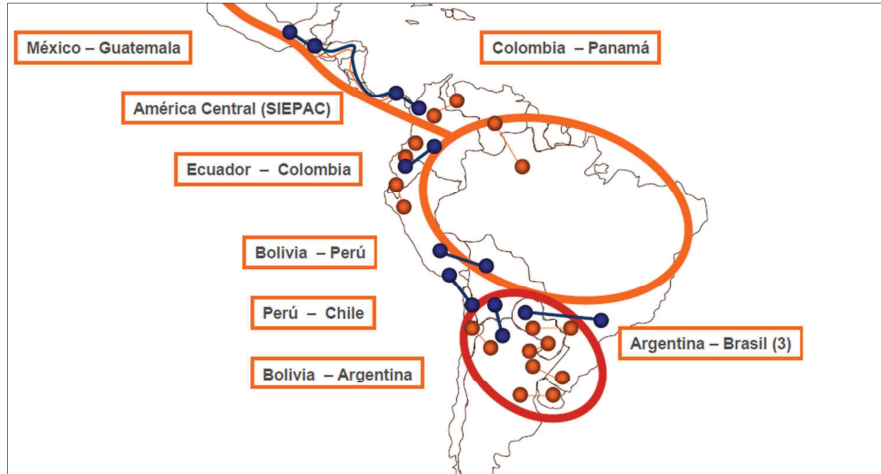 México – Guatemala
Colombia – Panamá
América Central (SIEPAC)
Ecuador – Colombia
Bolivia – Perú
Perú – Chile
Argentina – Brasil (3)
Bolivia – Argentina